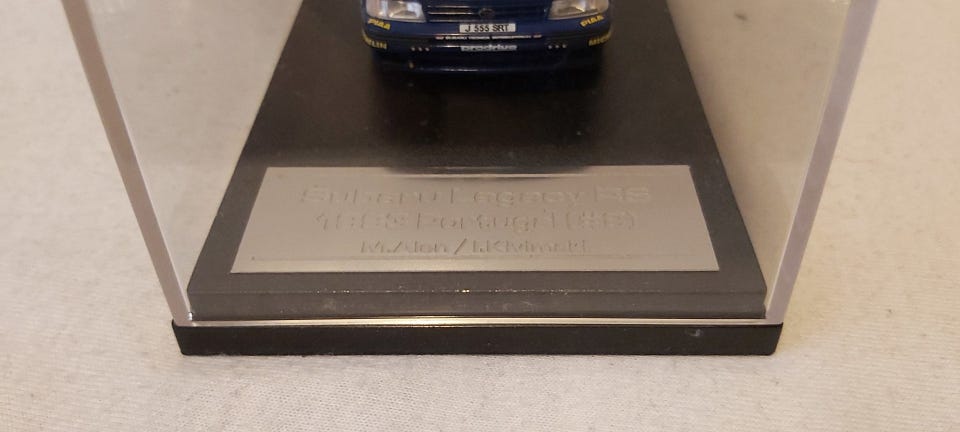 PIAA PIAA
J 555 SRT
prodrive
Subaru Legacy RS
Portugal
M.Alen / I.Kivimaki